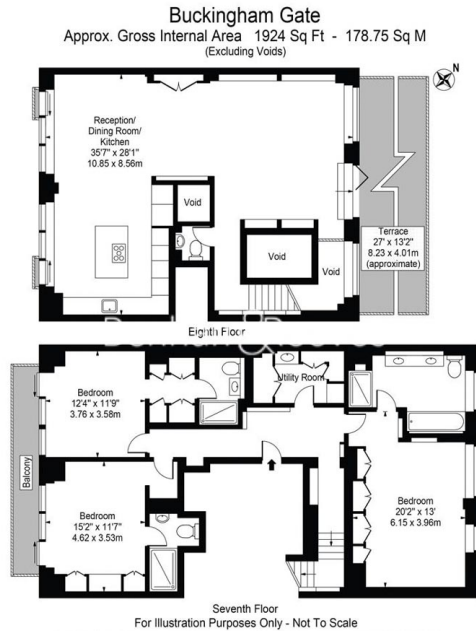 Buckingham Gate
Approx. Gross Internal Area 1924 Sq Ft - 178.75 Sq M
(Excluding Voids)
N
Reception/
Dining Room/
Kitchen
35'7" x 28'1"
10.85 x 8.56m
Void
Void
Void
Terrace
27' x 13'2"
8.23 x 4.01m
(approximate)
Eighth Floor
Bedroom
12'4" x 11'9"
3.76 x 3.58m
Utility Room
Balcony
Bedroom
15'2" x 11'7"
4.62 x 3.53m
Bedroom
20'2" x 13'
6.15 x 3.96m
Seventh Floor
For Illustration Purposes Only - Not To Scale